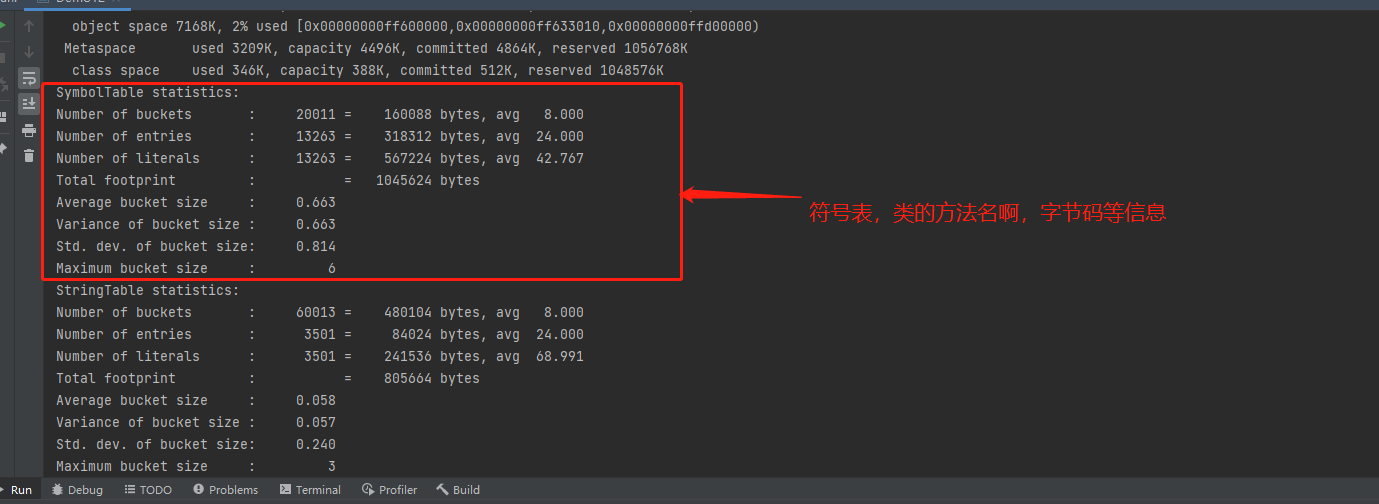 object space 7168K, 2% used [0x00000000ff600000,0x00000000ff633010,0x00000000ffd00000)
Metaspace       used 3209K, capacity 4496K, committed 4864K, reserved 1056768K
class space    used 346K, capacity 388K, committed 512K, reserved 1048576K
SymbolTable statistics:
Number of buckets       :     20011 =    160088 bytes, avg   8.000
Number of entries       :     13263 =    318312 bytes, avg  24.000
Number of literals      :     13263 =    567224 bytes, avg  42.767
Total footprint         :           =   1045624 bytes
Average bucket size     :     0.663
Variance of bucket size :     0.663
Std. dev. of bucket size:     0.814
Maximum bucket size     :         6
符号表，类的方法名啊，字节码等信息
StringTable statistics:
Number of buckets       :     60013 =    480104 bytes, avg   8.000
Number of entries       :      3501 =     84024 bytes, avg  24.000
Number of literals      :      3501 =    241536 bytes, avg  68.991
Total footprint         :           =    805664 bytes
Average bucket size     :     0.058
Variance of bucket size :     0.057
Std. dev. of bucket size:     0.240
Maximum bucket size     :         3
Run Debug TODO Problems Terminal Profiler Build